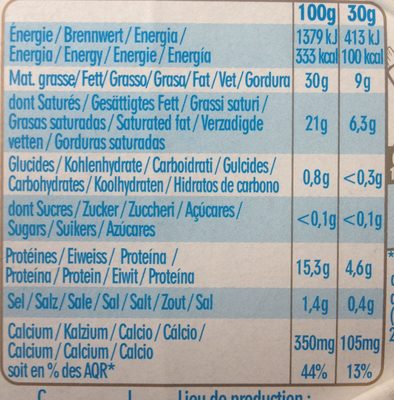 100g 30g
Énergie / Brennwert / Energia / 1379 kJ 413 kJ
Energia / Energy / Energie / Energía 333 kcal 100 kcal
Mat. grasse / Fett / Grasso / Grasa / Fat / Vet / Gordura 30g 9g
dont Saturés / Gesättigtes Fett / Grassi saturi /
Grasas saturadas / Saturated fat / Verzadigde 21g 6,3g
vetten / Gorduras saturadas
Glucides / Kohlenhydrate / Carboidrati / Gulcides /
Carbohydrates / Koolhydraten / Hidratos de carbono 0,8g <0,3g
dont Sucres / Zucker / Zuccheri / Açúcares /
Sugars / Suikers / Azúcares <0,1g <0,1g
Protéines / Eiweiss / Proteína /
Proteína / Protein / Eiwit / Proteína 15,3g 4,6g
Sel / Salz / Sale / Sal / Salt / Zout / Sal 1,4g 0,4g
Calcium / Kalzium / Calcio / Cálcio /
Calcium / Calcium / Calcio 350mg 105mg
soit en % des AQR* 44% 13%
Lieu de production :